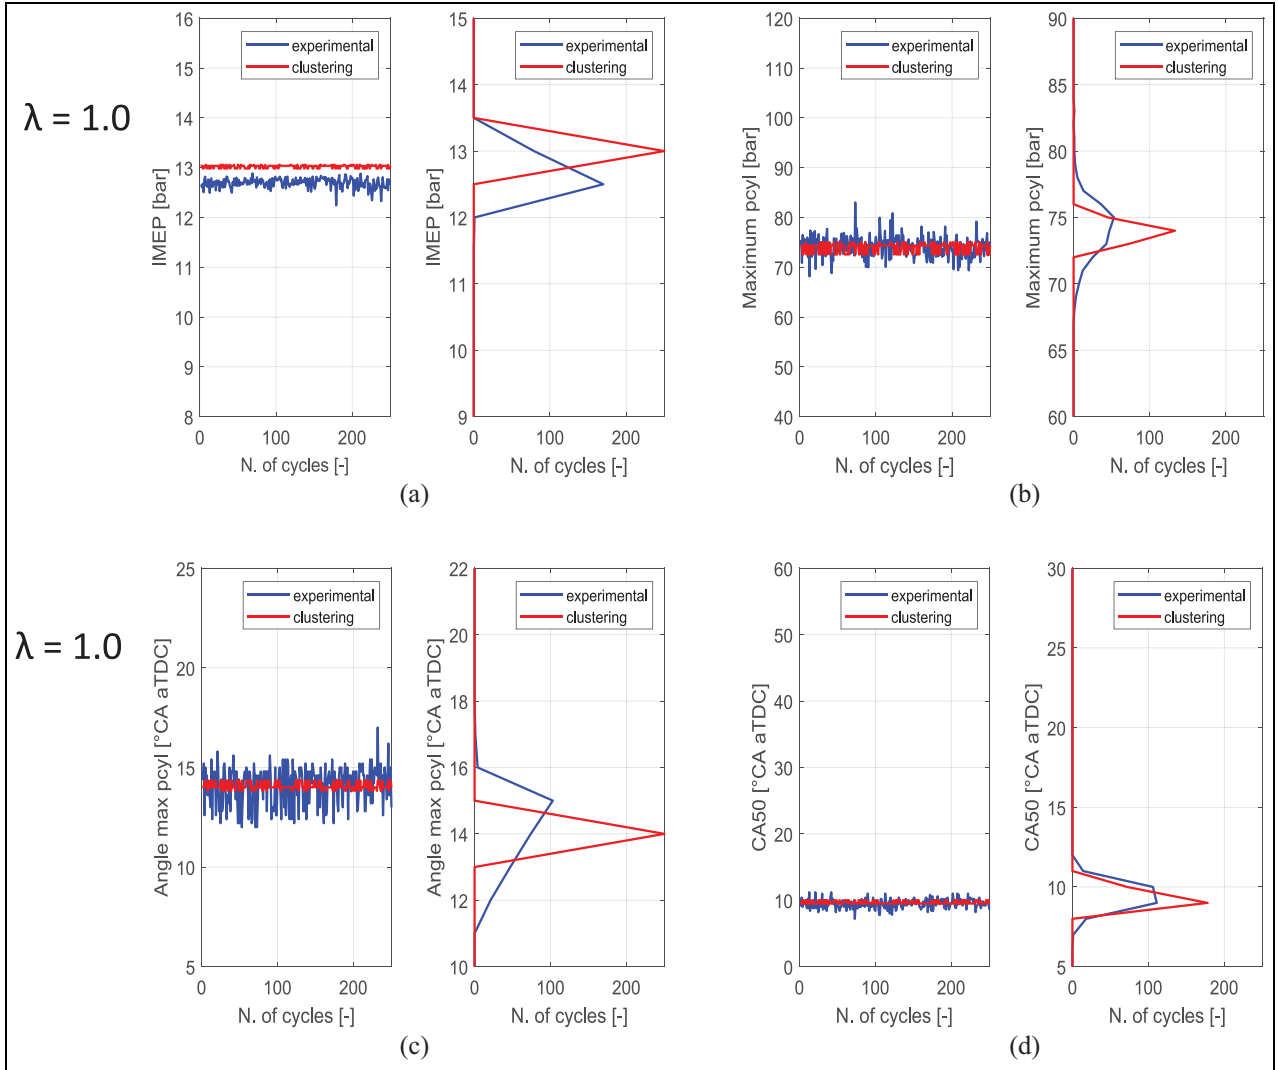 λ = 1.0
16
15
14
13
12
11
10
9
8
IMEP [bar]
experimental
clustering
0
100
200
N. of cycles [-]
15
14
13
12
11
10
9
IMEP [bar]
experimental
clustering
0
100
200
N. of cycles [-]
(a)
120
110
100
90
80
70
60
50
40
Maximum pcyl [bar]
experimental
clustering
0
100
200
N. of cycles [-]
90
85
80
75
70
65
60
Maximum pcyl [bar]
experimental
clustering
0
100
200
N. of cycles [-]
(b)
λ = 1.0
25
20
15
10
5
Angle max pcyl [°CA aTDC]
experimental
clustering
0
100
200
N. of cycles [-]
22
20
18
16
14
12
10
Angle max pcyl [°CA aTDC]
experimental
clustering
0
100
200
N. of cycles [-]
(c)
60
50
40
30
20
10
0
CA50 [°CA aTDC]
experimental
clustering
0
100
200
N. of cycles [-]
30
25
20
15
10
5
CA50 [°CA aTDC]
experimental
clustering
0
100
200
N. of cycles [-]
(d)